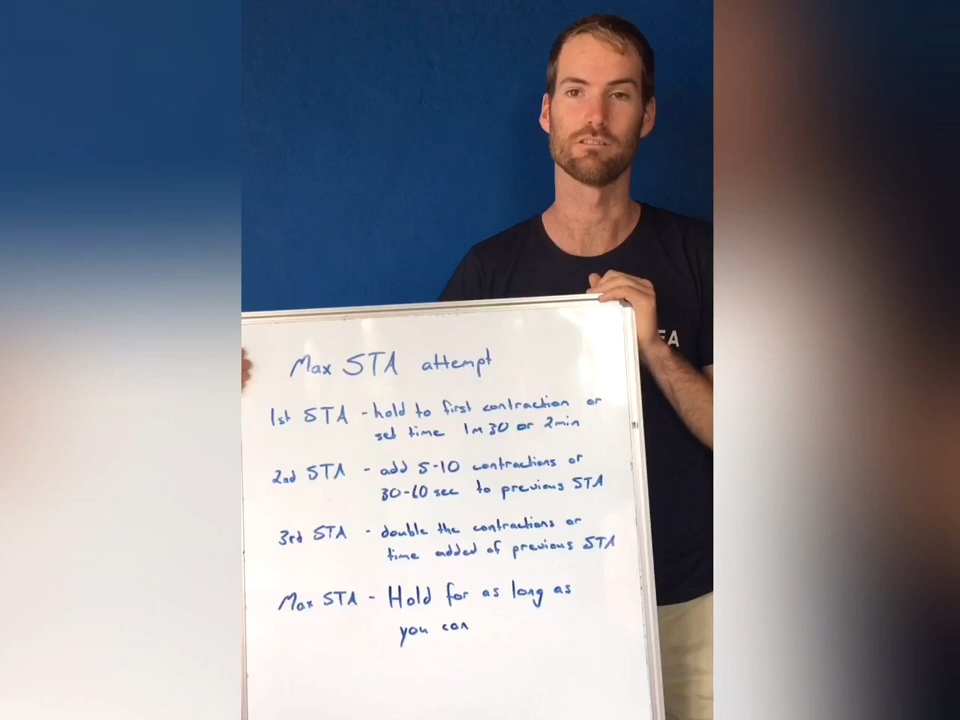 Max STA attempt
1st STA - hold to first contraction or
set time 1m30 or 2min
2nd STA - add 5-10 contractions or
30-60 sec to previous STA
3rd STA - double the contractions or
time added of previous STA
Max STA - Hold for as long as
you can